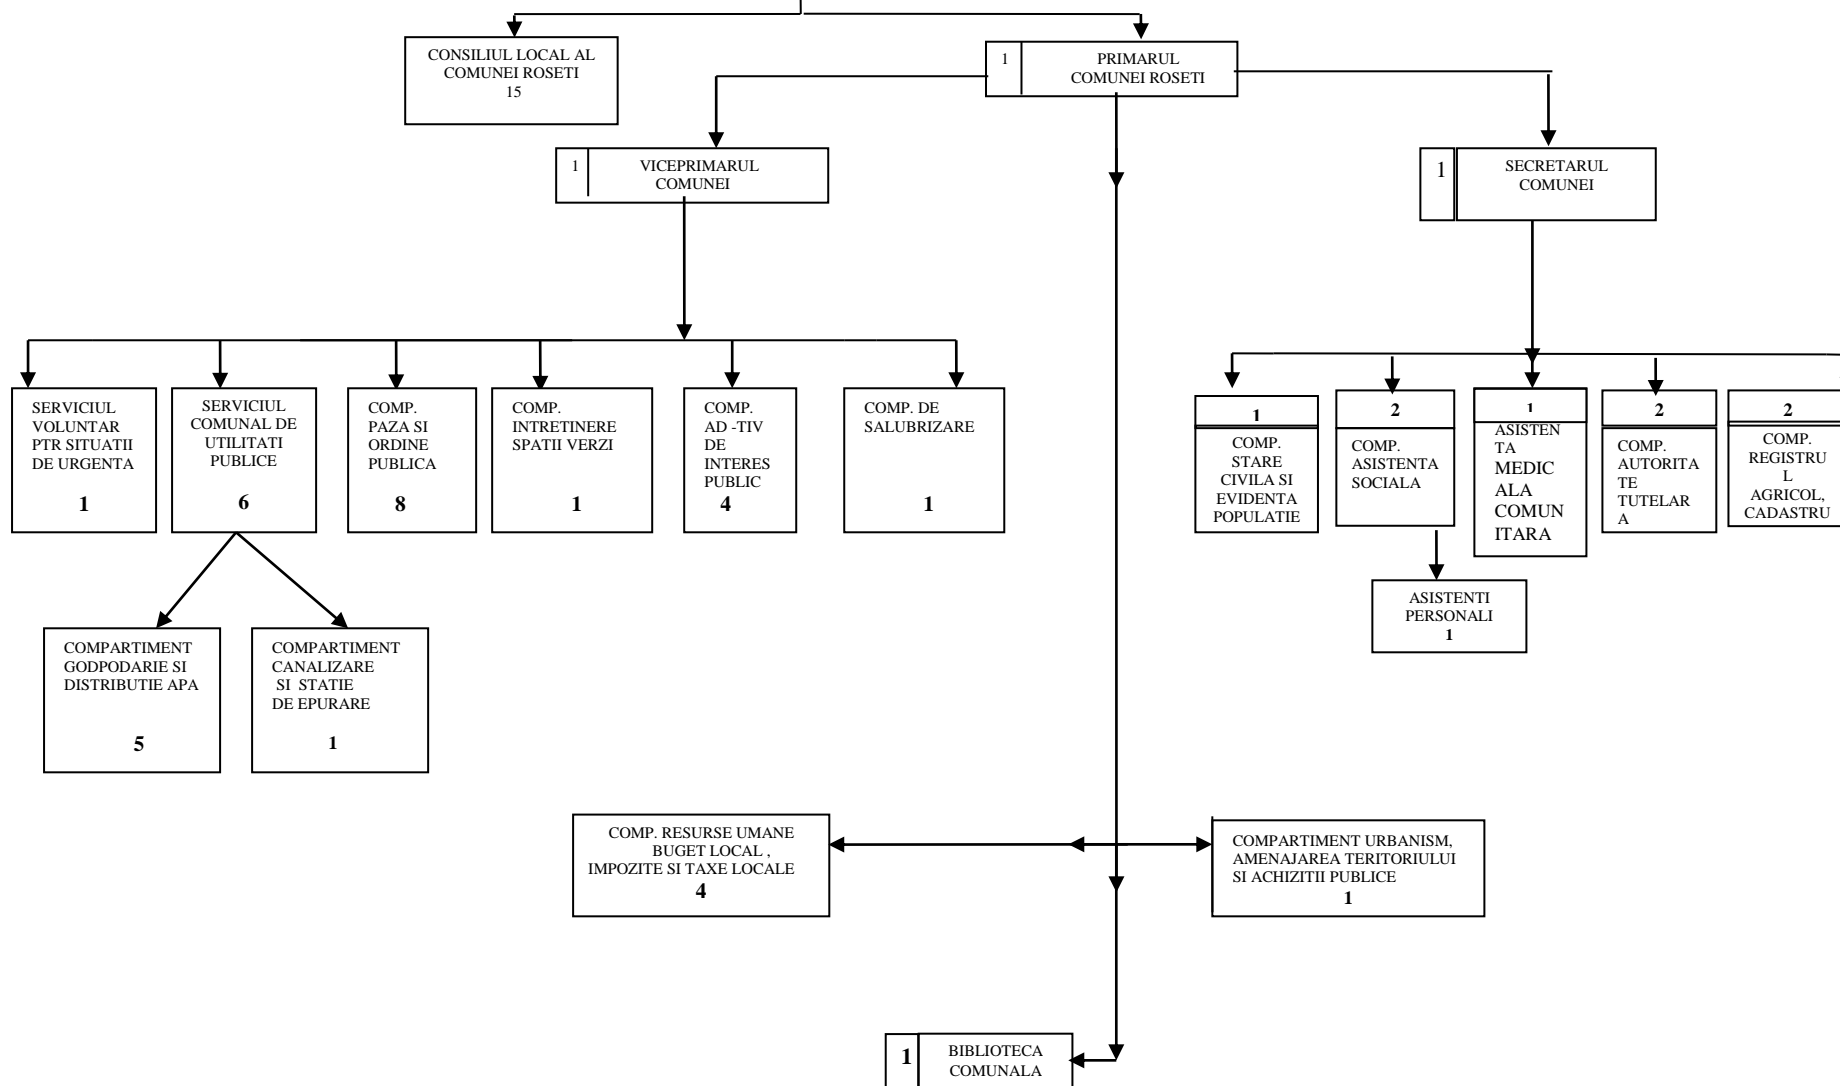 CONSILIUL LOCAL AL
COMUNEI ROSETI
15
1
PRIMARUL
COMUNEI ROSETI
1
VICEPRIMARUL
COMUNEI
1
SECRETARUL
COMUNEI
SERVICIUL
VOLUNTAR
PTR SITUATII
DE URGENTA
1
SERVICIUL
COMUNAL DE
UTILITATI
PUBLICE
6
COMP.
PAZA SI
ORDINE
PUBLICA
8
COMP.
INTRETINERE
SPATII VERZI
1
COMP.
AD -TIV
DE
INTERES
PUBLIC
4
COMP. DE
SALUBRIZARE
1
1
COMP.
STARE
CIVILA SI
EVIDENTA
POPULATIE
2
COMP.
ASISTENTA
SOCIALA
1
ASISTEN
TA
MEDIC
ALA
COMUN
ITARA
2
COMP.
AUTORITA
TE
TUTELAR
A
2
COMP.
REGISTRU
L
AGRICOL,
CADASTRU
ASISTENTI
PERSONALI
1
COMPARTIMENT
GODPODARIE SI
DISTRIBUTIE APA
5
COMPARTIMENT
CANALIZARE
SI STATIE
DE EPURARE
1
COMP. RESURSE UMANE
BUGET LOCAL ,
IMPOZITE SI TAXE LOCALE
4
COMPARTIMENT URBANISM,
AMENAJAREA TERITORIULUI
SI ACHIZITII PUBLICE
1
1
BIBLIOTECA
COMUNALA